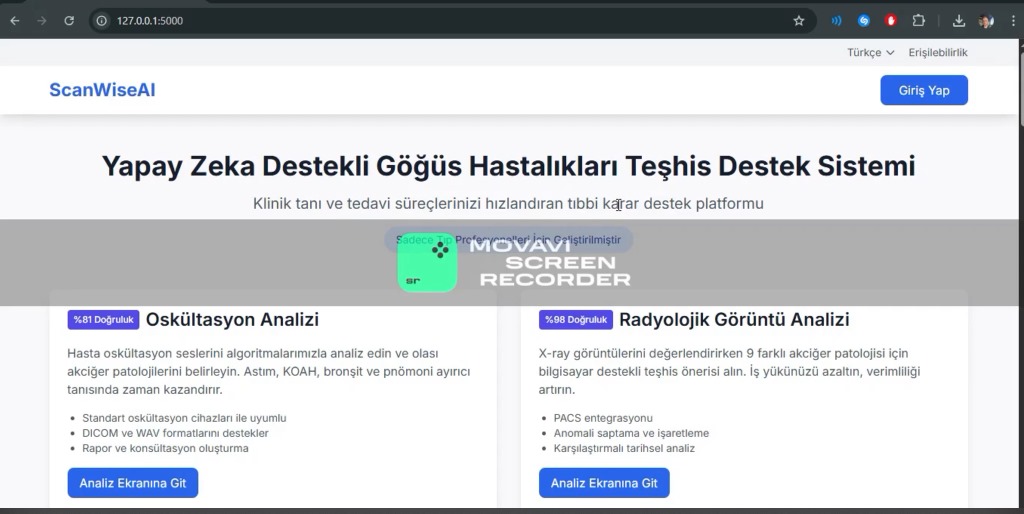 127.0.0.1:5000
Türkçe Erişilebilirlik
ScanWiseAI
Giriş Yap
Yapay Zeka Destekli Göğüs Hastalıkları Teşhis Destek Sistemi
Klinik tanı ve tedavi süreçlerinizi hızlandıran tıbbi karar destek platformu
Sadece Tıp Profesyonelleri İçin Geliştirilmiştir
MOVAVI
SCREEN
RECORDER
sr
%81 Doğruluk Oskültasyon Analizi
Hasta oskültasyon seslerini algoritmalarımızla analiz edin ve olası
akciğer patolojilerini belirleyin. Astım, KOAH, bronşit ve pnömoni ayırıcı
tanısında zaman kazandırır.
• Standart oskültasyon cihazları ile uyumlu
• DICOM ve WAV formatlarını destekler
• Rapor ve konsültasyon oluşturma
Analiz Ekranına Git
%98 Doğruluk Radyolojik Görüntü Analizi
X-ray görüntülerini değerlendirirken 9 farklı akciğer patolojisi için
bilgisayar destekli teşhis önerisi alın. İş yükünüzü azaltın, verimliliği
artırın.
• PACS entegrasyonu
• Anomali saptama ve işaretleme
• Karşılaştırmalı tarihsel analiz
Analiz Ekranına Git